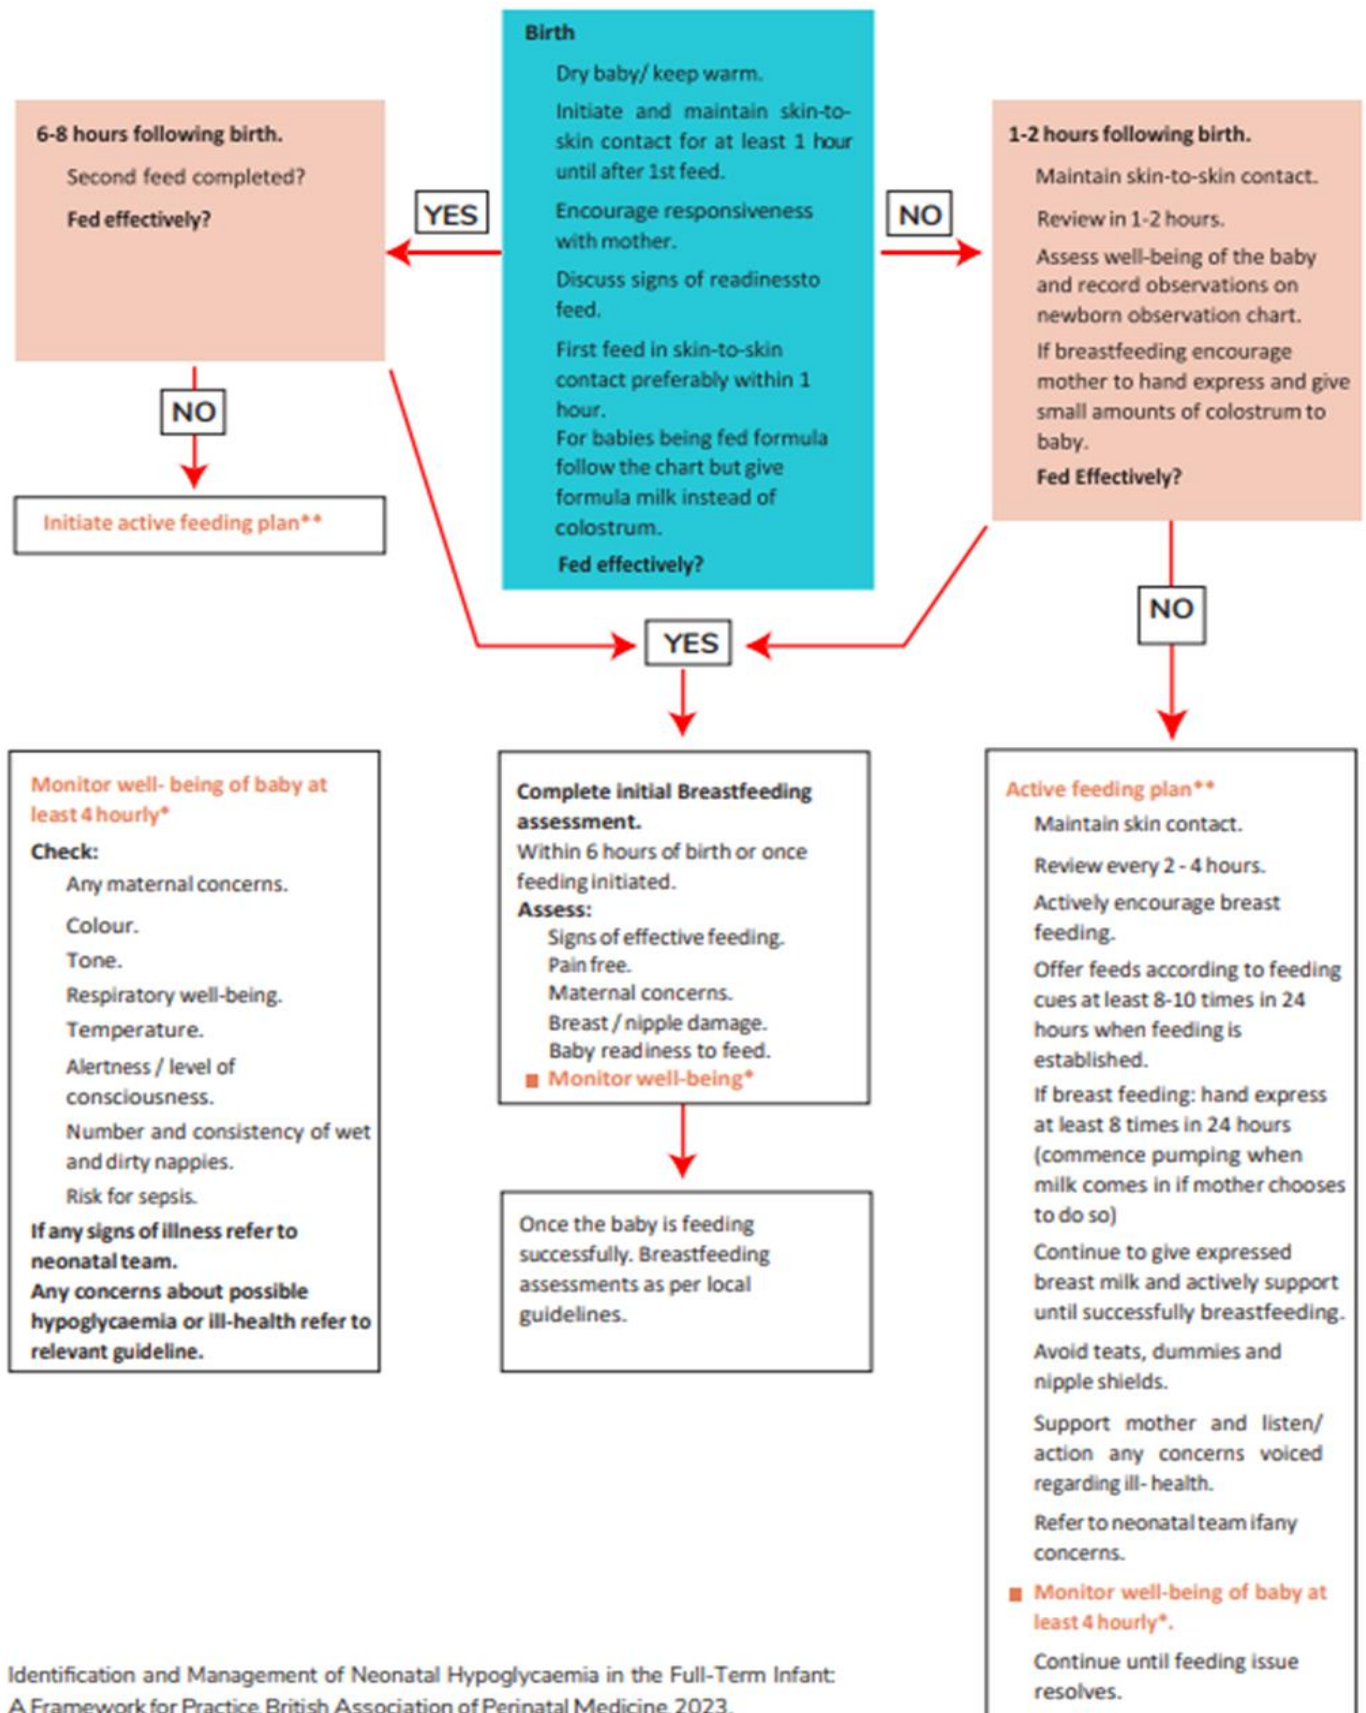 Birth
Dry baby/ keep warm.
Initiate and maintain skin-to-
skin contact for at least 1 hour
until after 1st feed.
Encourage responsiveness
with mother.
Discuss signs of readinessto
feed.
First feed in skin-to-skin
contact preferably within 1
hour.
For babies being fed formula
follow the chart but give
formula milk instead of
colostrum.
Fed effectively?
YES
6-8 hours following birth.
Second feed completed?
Fed effectively?
NO
Initiate active feeding plan**
NO
1-2 hours following birth.
Maintain skin-to-skin contact.
Review in 1-2 hours.
Assess well-being of the baby
and record observations on
newborn observation chart.
If breastfeeding encourage
mother to hand express and give
small amounts of colostrum to
baby.
Fed Effectively?
YES
NO
Monitor well- being of baby at
least 4 hourly*
Check:
Any maternal concerns.
Colour.
Tone.
Respiratory well-being.
Temperature.
Alertness / level of
consciousness.
Number and consistency of wet
and dirty nappies.
Risk for sepsis.
If any signs of illness refer to
neonatal team.
Any concerns about possible
hypoglycaemia or ill-health refer to
relevant guideline.
Complete initial Breastfeeding
assessment.
Within 6 hours of birth or once
feeding initiated.
Assess:
Signs of effective feeding.
Pain free.
Maternal concerns.
Breast / nipple damage.
Baby readiness to feed.
Monitor well-being*
Once the baby is feeding
successfully. Breastfeeding
assessments as per local
guidelines.
Active feeding plan**
Maintain skin contact.
Review every 2 - 4 hours.
Actively encourage breast
feeding.
Offer feeds according to feeding
cues at least 8-10 times in 24
hours when feeding is
established.
If breast feeding: hand express
at least 8 times in 24 hours
(commence pumping when
milk comes in if mother chooses
to do so)
Continue to give expressed
breast milk and actively support
until successfully breastfeeding.
Avoid teats, dummies and
nipple shields.
Support mother and listen/
action any concerns voiced
regarding ill- health.
Refer to neonatal team ifany
concerns.
Monitor well-being of baby at
least 4 hourly*.
Continue until feeding issue
resolves.
Identification and Management of Neonatal Hypoglycaemia in the Full-Term Infant:
A Framework for Practice. British Association of Perinatal Medicine 2023.